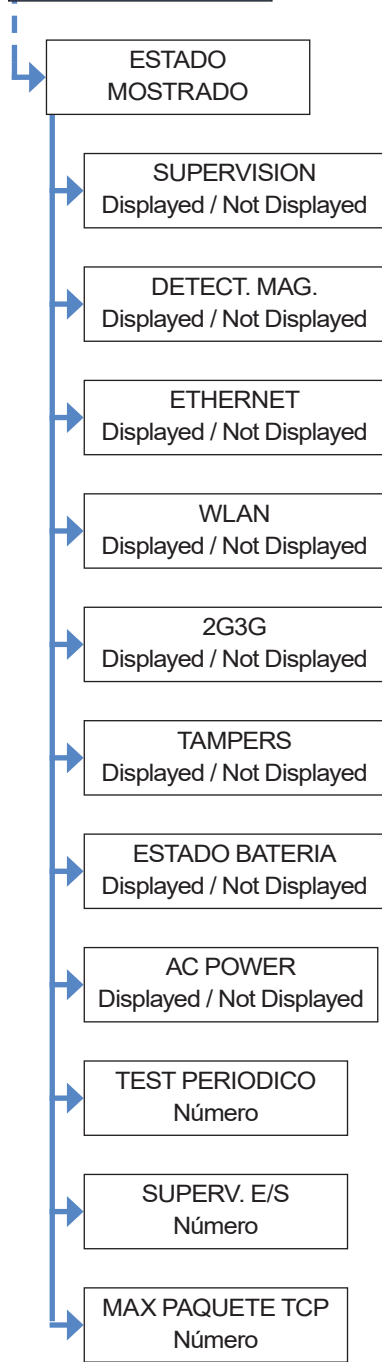 ESTADO
MOSTRADO
SUPERVISION
Displayed / Not Displayed
DETECT. MAG.
Displayed / Not Displayed
ETHERNET
Displayed / Not Displayed
WLAN
Displayed / Not Displayed
2G3G
Displayed / Not Displayed
TAMPERS
Displayed / Not Displayed
ESTADO BATERIA
Displayed / Not Displayed
AC POWER
Displayed / Not Displayed
TEST PERIODICO
Número
SUPERV. E/S
Número
MAX PAQUETE TCP
Número